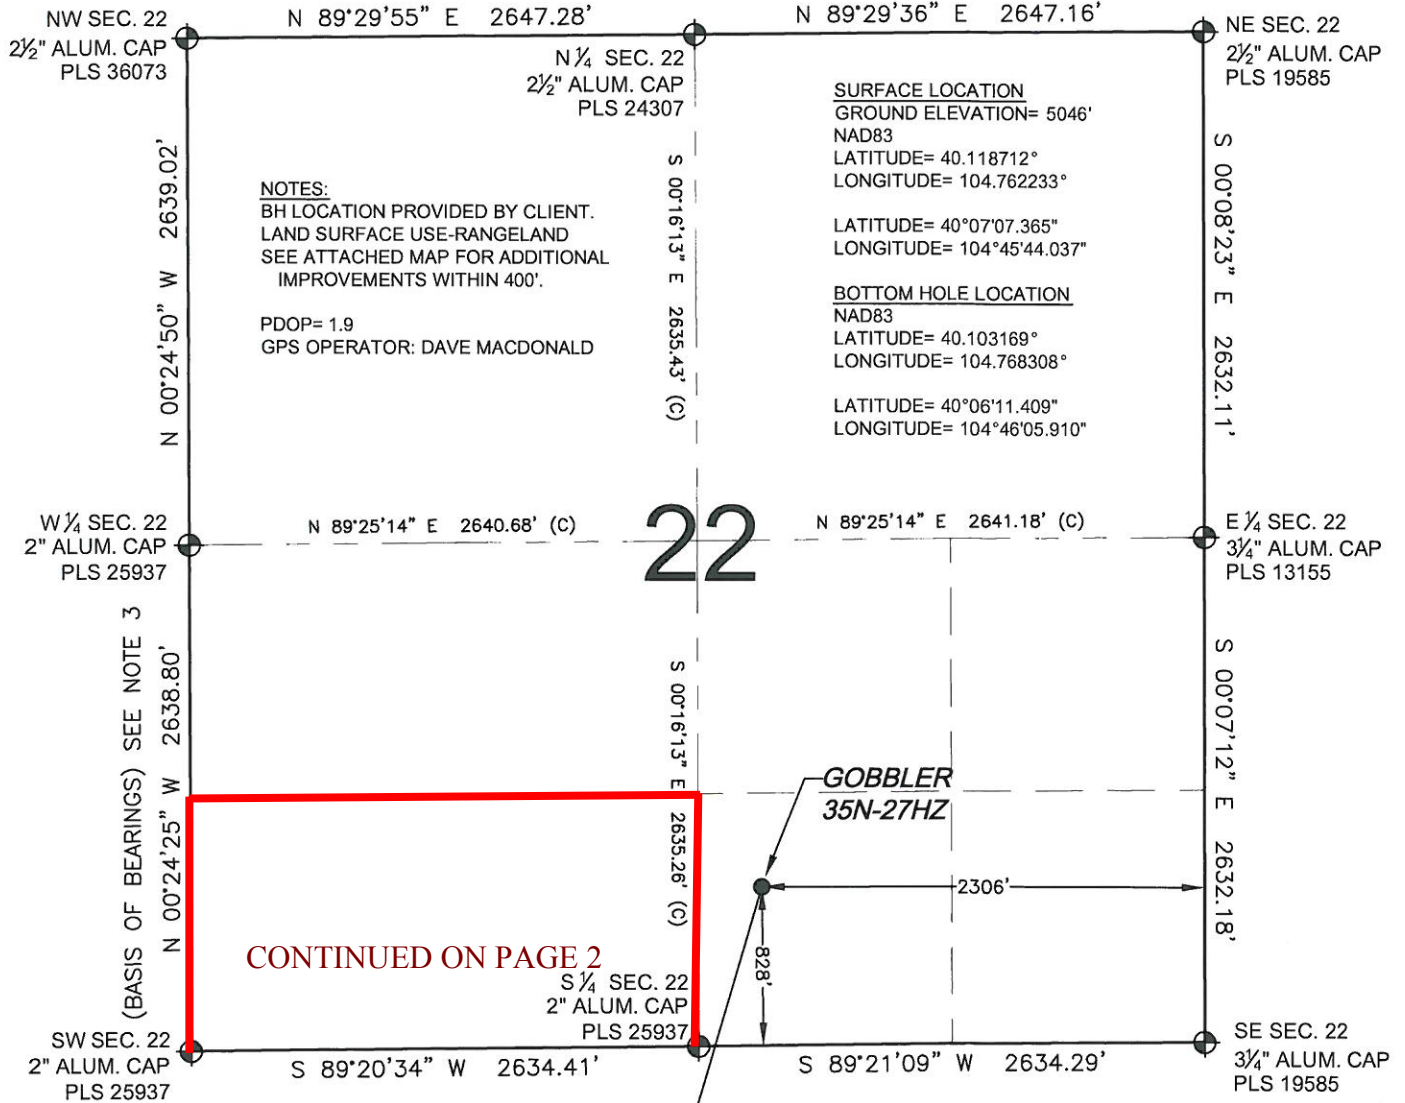 N 89°29'55" E 2647.28'
N 89°29'36" E 2647.16'
NW SEC. 22
2½" ALUM. CAP
PLS 36073
N ¼ SEC. 22
2½" ALUM. CAP
PLS 24307
NE SEC. 22
2½" ALUM. CAP
PLS 19585
SURFACE LOCATION
GROUND ELEVATION= 5046'
NAD83
LATITUDE= 40.118712°
LONGITUDE= 104.762233°
LATITUDE= 40°07'07.365"
LONGITUDE= 104°45'44.037"
BOTTOM HOLE LOCATION
NAD83
LATITUDE= 40.103169°
LONGITUDE= 104.768308°
LATITUDE= 40°06'11.409"
LONGITUDE= 104°46'05.910"
NOTES:
BH LOCATION PROVIDED BY CLIENT.
LAND SURFACE USE-RANGELAND
SEE ATTACHED MAP FOR ADDITIONAL
IMPROVEMENTS WITHIN 400'.
PDOP= 1.9
GPS OPERATOR: DAVE MACDONALD
N 00°24'50" W 2639.02'
S 00°16'13" E 2635.43' (C)
S 00°08'23" E 2632.11'
W ¼ SEC. 22
2" ALUM. CAP
PLS 25937
N 89°25'14" E 2640.68' (C)
22
N 89°25'14" E 2641.18' (C)
E ¼ SEC. 22
3¼" ALUM. CAP
PLS 13155
(BASIS OF BEARINGS) SEE NOTE 3
N 00°24'25" W 2638.80'
S 00°16'13" E 2635.26' (C)
S 00°07'12" E 2632.18'
GOBBLER
35N-27HZ
2306'
828'
CONTINUED ON PAGE 2
S ¼ SEC. 22
2" ALUM. CAP
PLS 25937
SW SEC. 22
2" ALUM. CAP
PLS 25937
S 89°20'34" W 2634.41'
S 89°21'09" W 2634.29'
SE SEC. 22
3¼" ALUM. CAP
PLS 19585